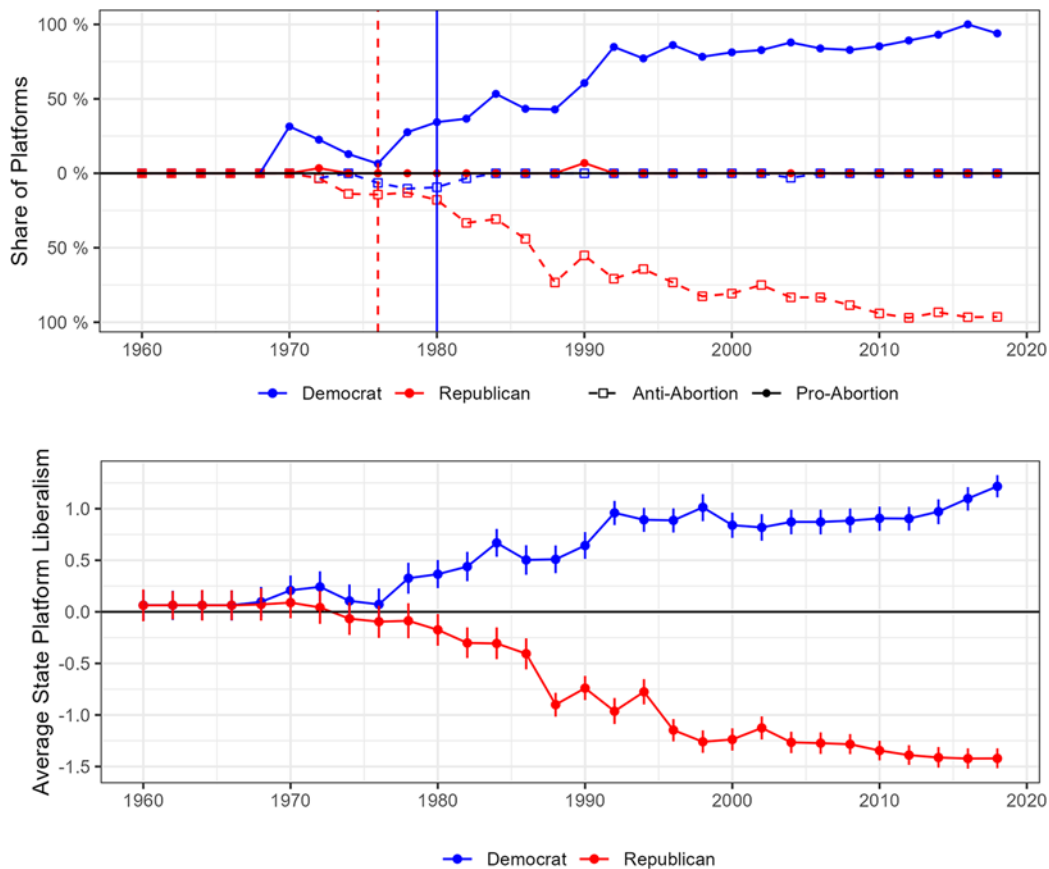 100 %
50 %
0 %
50 %
100 %
Share of Platforms
1960 1970 1980 1990 2000 2010 2020
Democrat Republican Anti-Abortion Pro-Abortion
1.0
0.5
0.0
-0.5
-1.0
-1.5
Average State Platform Liberalism
1960 1970 1980 1990 2000 2010 2020
Democrat Republican